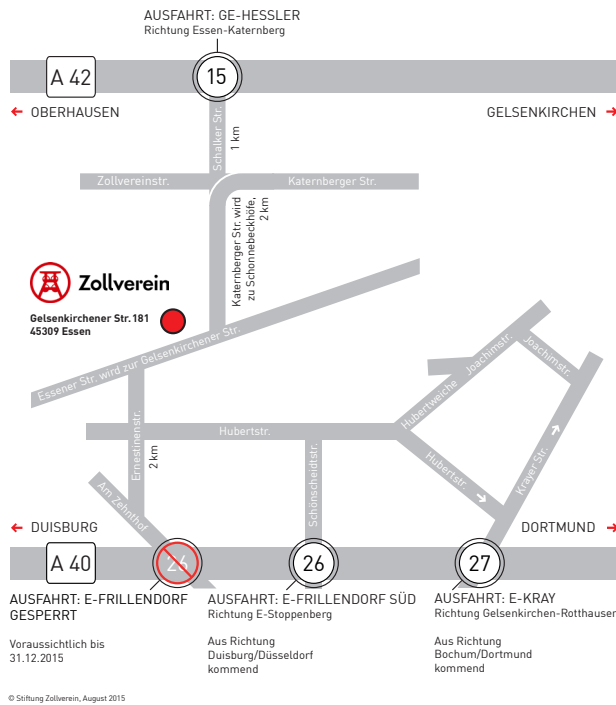 AUSFAHRT: GE-HESSLER
Richtung Essen-Katernberg
A 42
15
← OBERHAUSEN
GELSENKIRCHEN →
Schalker Str.
1 km
Zollvereinstr.
Katernberger Str.
Katernberger Str. wird
zu Schonnebeckhöfe,
2 km
Zollverein
Gelsenkirchener Str. 181
45309 Essen
Essener Str. wird zur Gelsenkirchener Str.
Joachimstr.
Joachimstr.
Hubertweiche
Ernestinenstr.
2 km
Hubertstr.
Hubertstr.
Krayer Str.
Schönscheidtstr.
Am Zehnthof
← DUISBURG
DORTMUND →
A 40
26
26
27
AUSFAHRT: E-FRILLENDORF
GESPERRT
Voraussichtlich bis
31.12.2015
AUSFAHRT: E-FRILLENDORF SÜD
Richtung E-Stoppenberg
Aus Richtung
Duisburg/Düsseldorf
kommend
AUSFAHRT: E-KRAY
Richtung Gelsenkirchen-Rotthausen
Aus Richtung
Bochum/Dortmund
kommend
© Stiftung Zollverein, August 2015